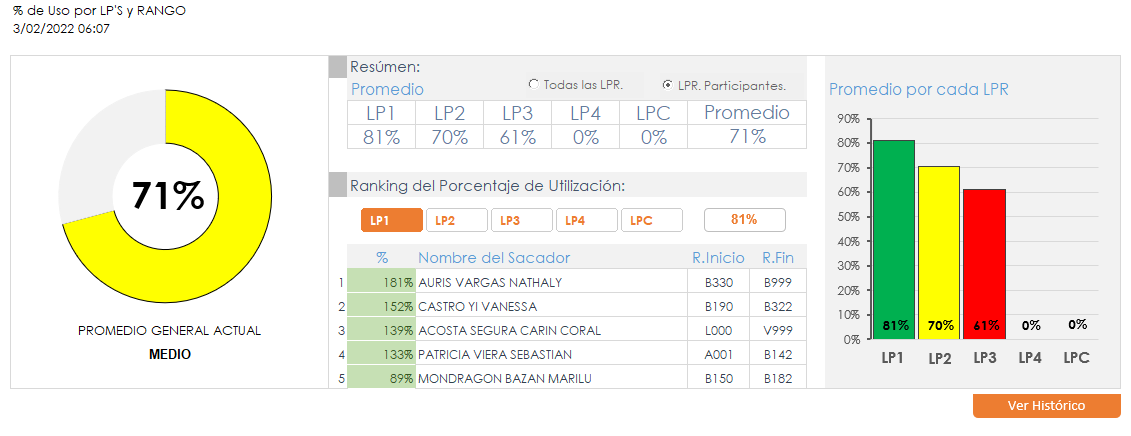 % de Uso por LP'S y RANGO
3/02/2022 06:07
71%
PROMEDIO GENERAL ACTUAL
MEDIO
Resúmen:
Promedio
Todas las LPR.
LPR. Participantes.
LP1 LP2 LP3 LP4 LPC Promedio
81% 70% 61% 0% 0% 71%
Ranking del Porcentaje de Utilización:
LP1 LP2 LP3 LP4 LPC 81%
% Nombre del Sacador R.Inicio R.Fin
1 181% AURIS VARGAS NATHALY B330 B999
2 152% CASTRO YI VANESSA B190 B322
3 139% ACOSTA SEGURA CARIN CORAL L000 V999
4 133% PATRICIA VIERA SEBASTIAN A001 B142
5 89% MONDRAGON BAZAN MARILU B150 B182
Promedio por cada LPR
90%
80%
70%
60%
50%
40%
30%
20%
10%
0%
81% 70% 61% 0% 0%
LP1 LP2 LP3 LP4 LPC
Ver Histórico